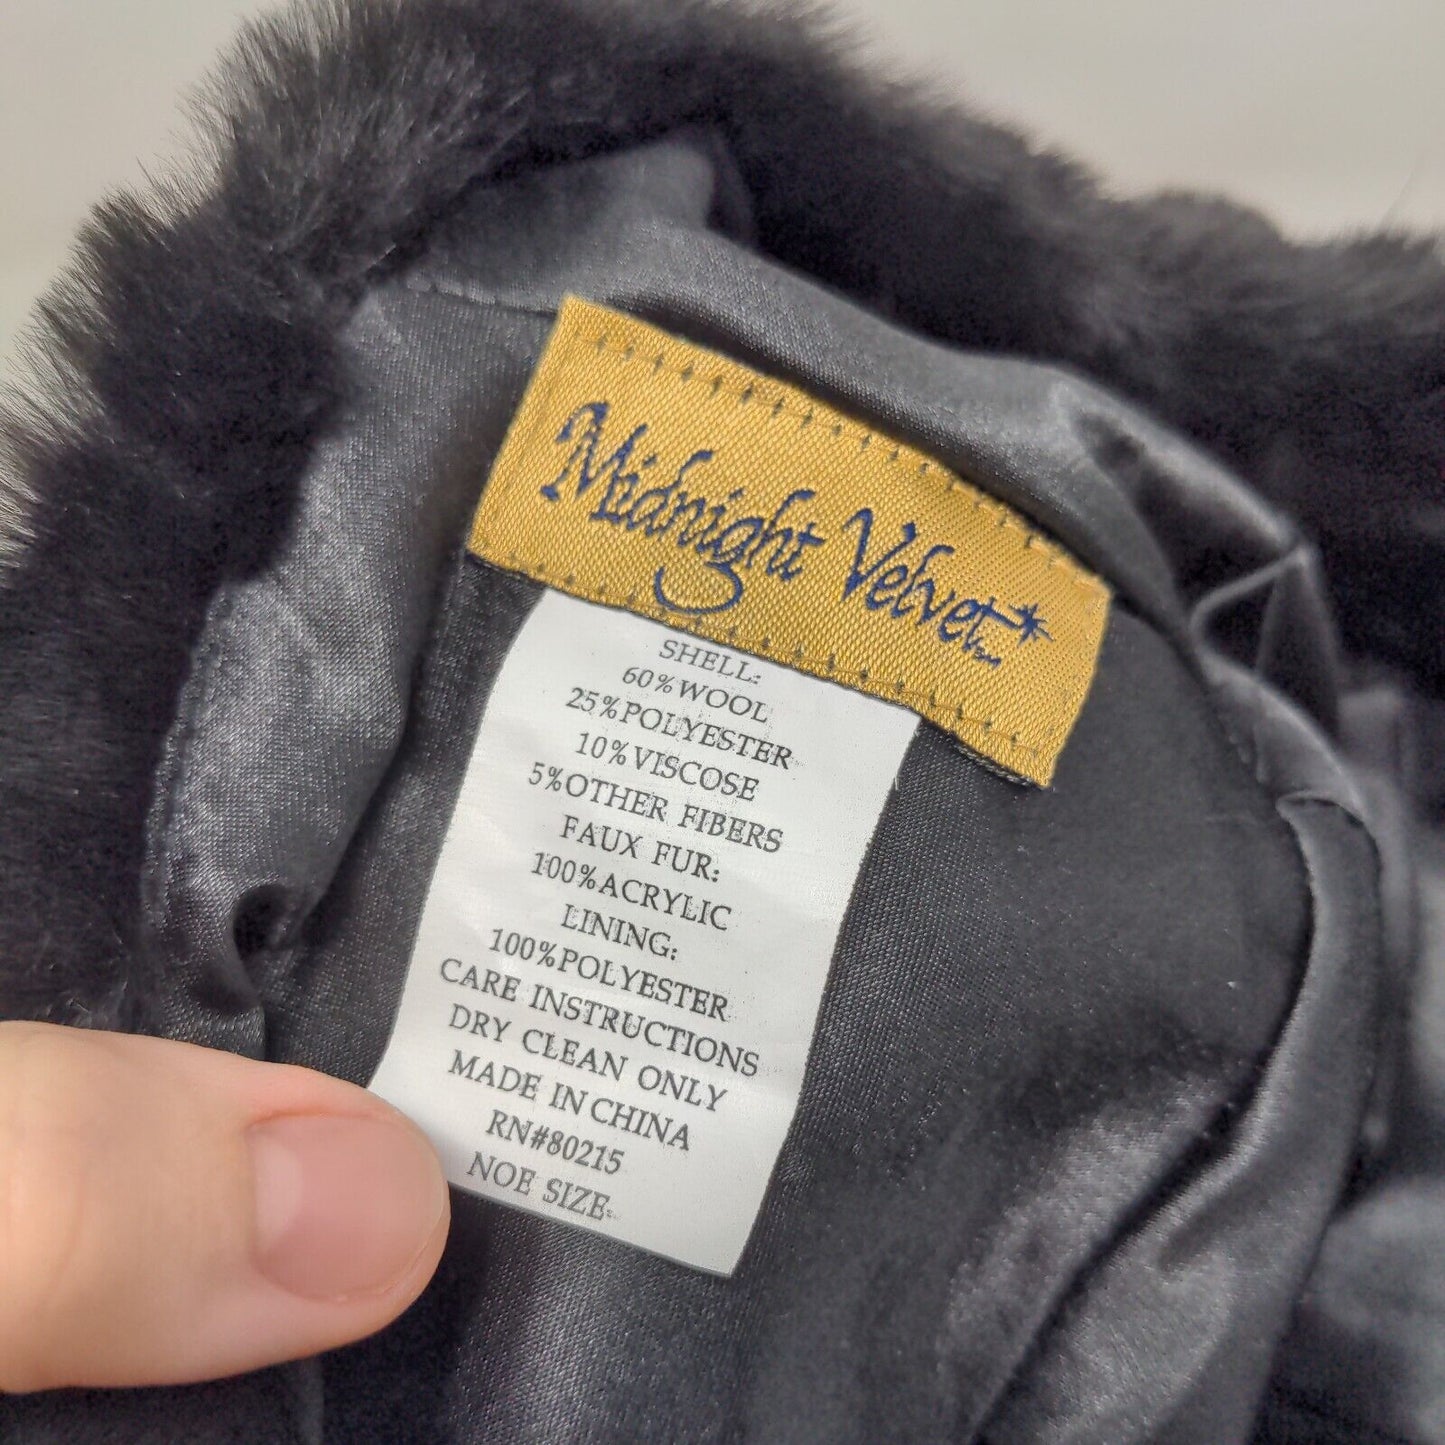 Midnight Velvet
SM
SHELL:
60%WOOL
25%POLYESTER
10%VISCOSE
5%OTHER FIBERS
FAUX FUR:
100%ACRYLIC
LINING:
100%POLYESTER
CARE INSTRUCTIONS
DRY CLEAN ONLY
MADE IN CHINA
RN#80215
NOE SIZE: